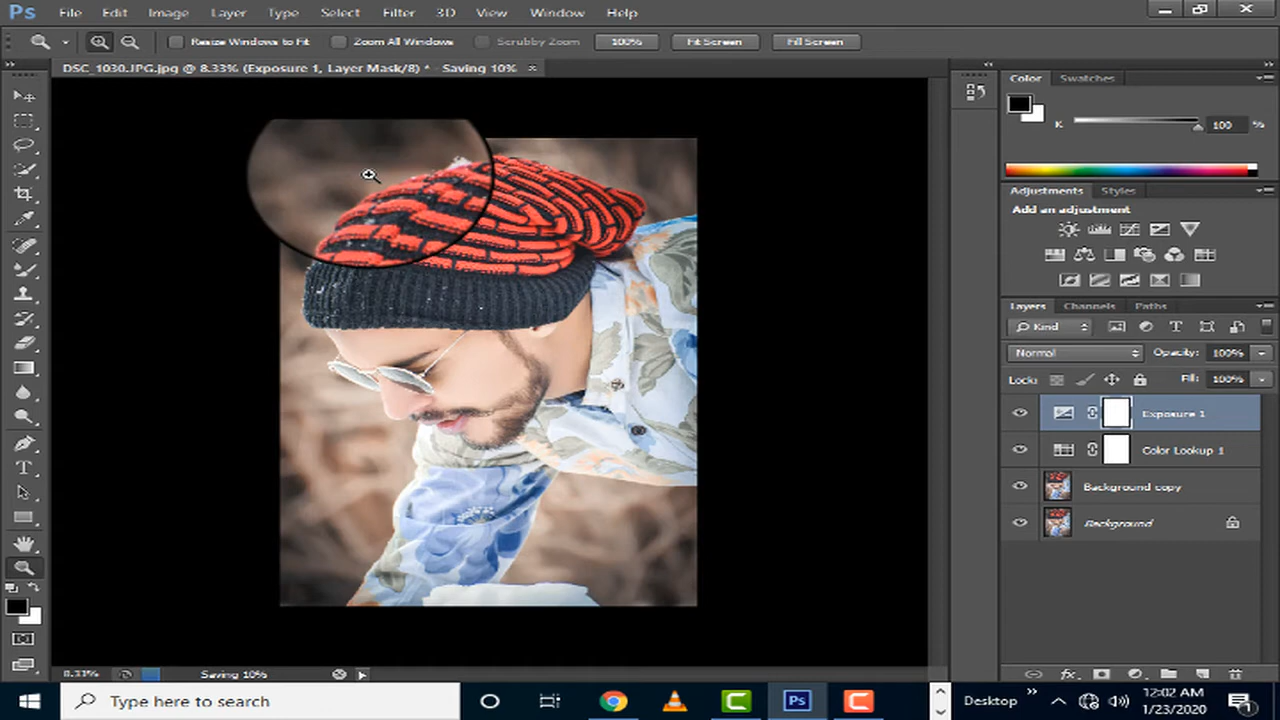 Ps File Edit Image Layer Type Select Filter 3D View Window Help
Resize Windows to Fit Zoom All Windows Scrubby Zoom 100% Fit Screen Fill Screen
DSC_1030.JPG.jpg @ 8.33% (Exposure 1, Layer Mask/8) * - Saving 10% ×
Color Swatches
K 100 %
Adjustments Styles
Add an adjustment
Layers Channels Paths
Kind
Normal Opacity: 100%
Lock: Fill: 100%
Exposure 1
Color Lookup 1
Background copy
Background
8.33% Saving 10%
Type here to search
Ps
Desktop
12:02 AM
1/23/2020
1